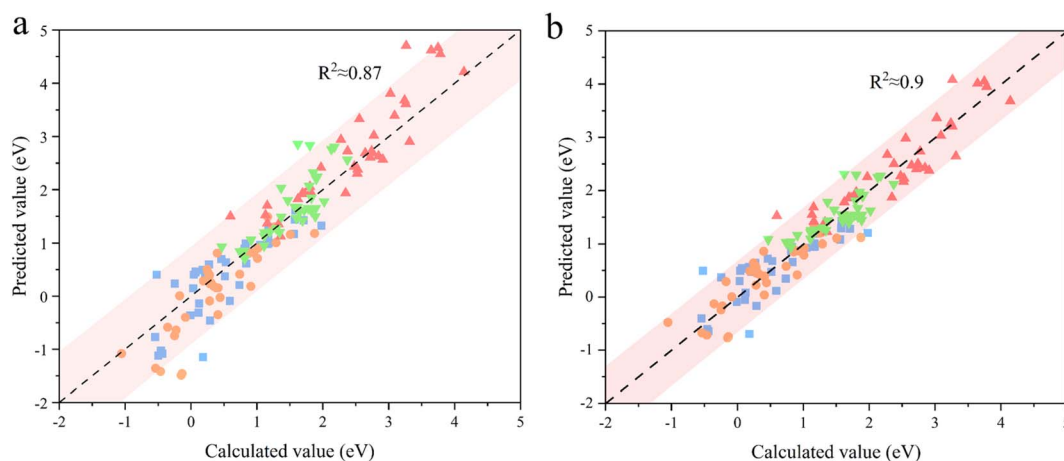 a
5
4
3
2
1
0
-1
-2
Predicted value (eV)
R²≈0.87
-2 -1 0 1 2 3 4 5
Calculated value (eV)
b
5
4
3
2
1
0
-1
-2
Predicted value (eV)
R²≈0.9
-2 -1 0 1 2 3 4 5
Calculated value (eV)